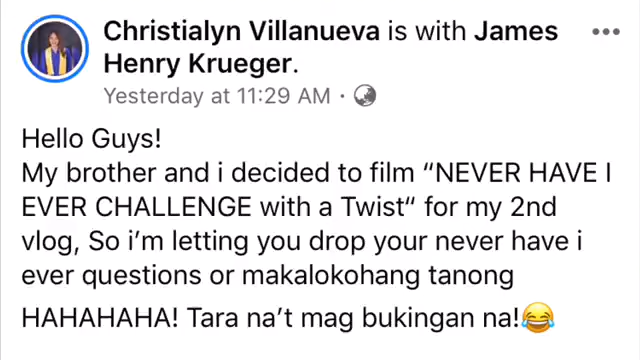 Christialyn Villanueva is with James
Henry Krueger.
Yesterday at 11:29 AM ·
Hello Guys!
My brother and i decided to film “NEVER HAVE I
EVER CHALLENGE with a Twist“ for my 2nd
vlog, So i’m letting you drop your never have i
ever questions or makalokohang tanong
HAHAHAHA! Tara na’t mag bukingan na!😂